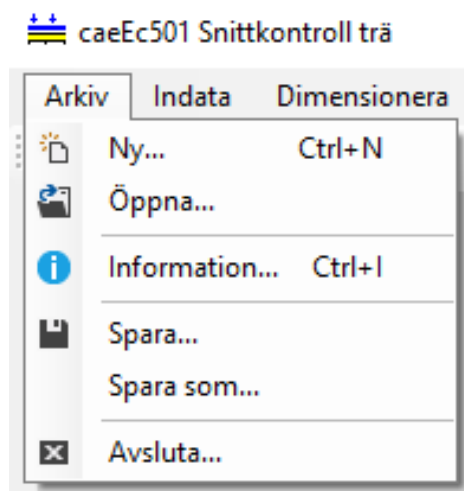 caeEc501 Snittkontroll trä
Arkiv Indata Dimensionera
Ny... Ctrl+N
Öppna...
Information... Ctrl+I
Spara...
Spara som...
Avsluta...